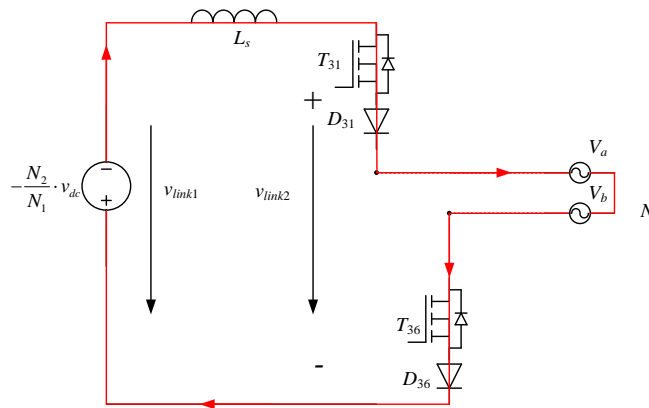 L_s
T_31
+
D_31
V_a
−N_2/N_1 · v_dc
−
+
v_link1
v_link2
V_b
N
T_36
-
D_36